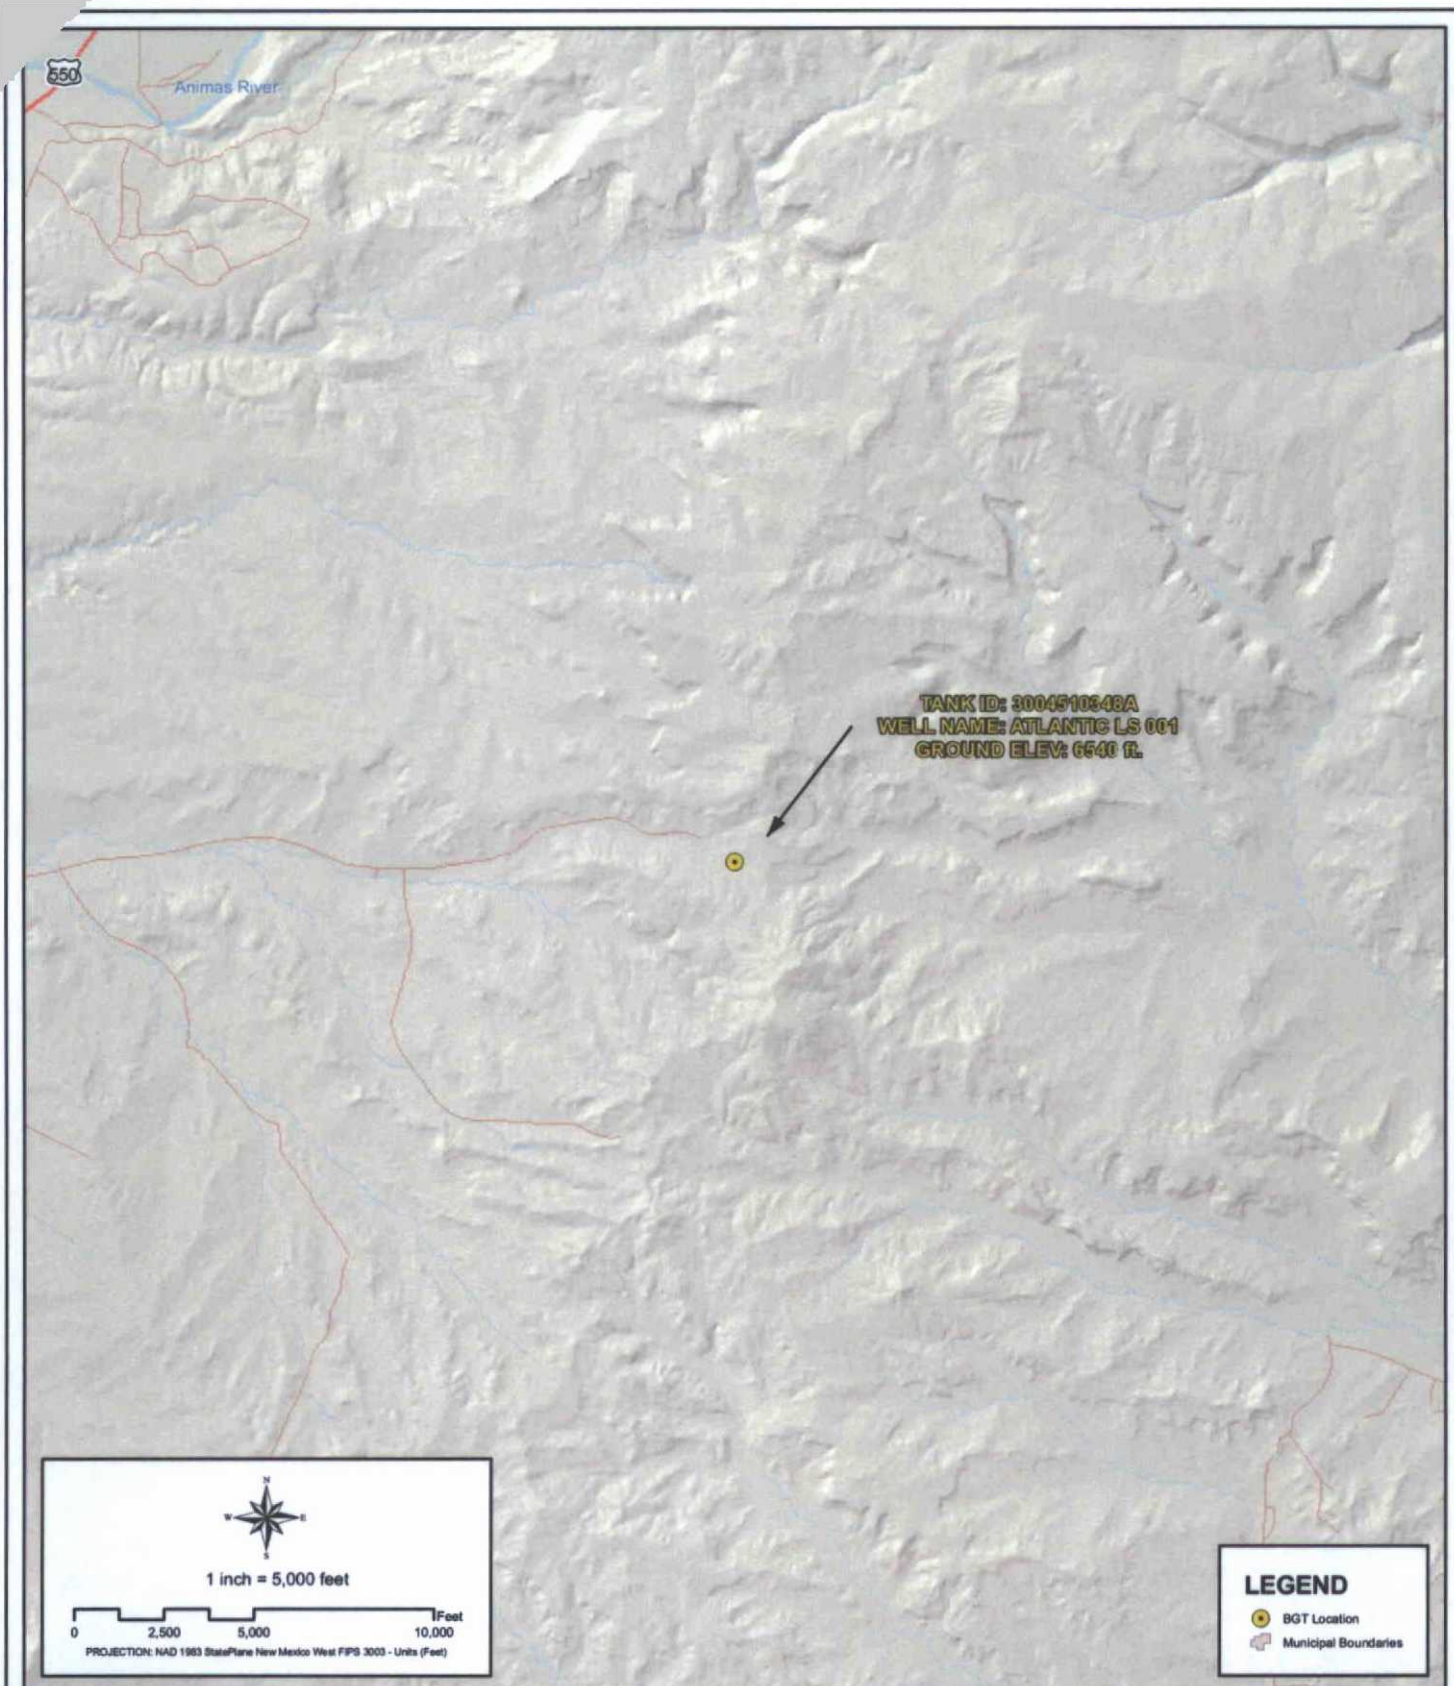 550
Animas River
TANK ID: 3004510348A
WELL NAME: ATLANTIC LS 001
GROUND ELEV: 6540 ft.
N
W E
S
1 inch = 5,000 feet
Feet
0 2,500 5,000 10,000
PROJECTION: NAD 1983 StatePlane New Mexico West FIPS 3003 - Units (Feet)
LEGEND
BGT Location
Municipal Boundaries